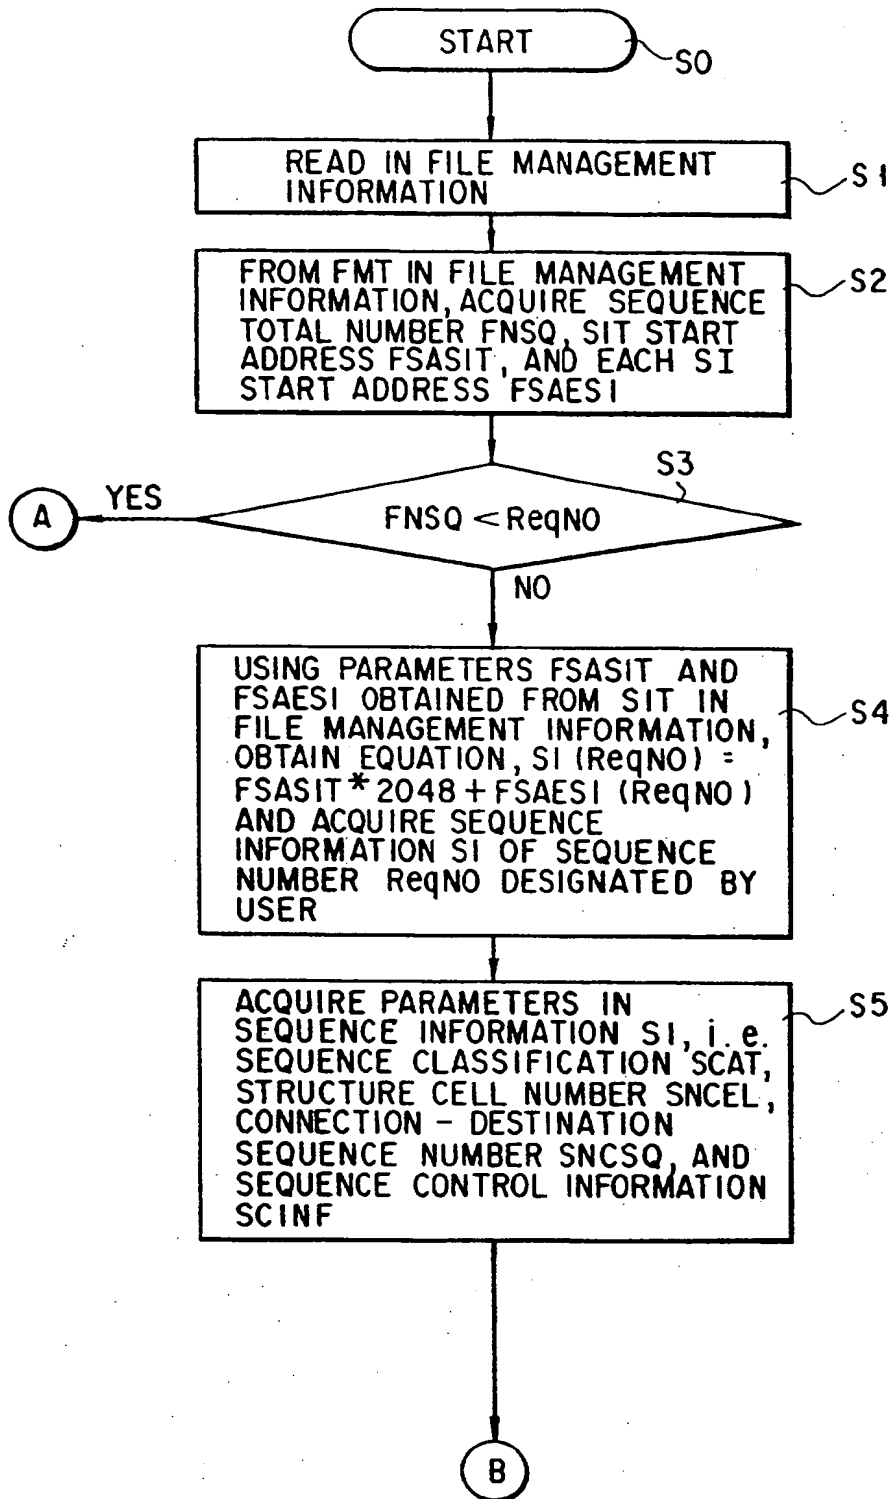 START
S0
READ IN FILE MANAGEMENT
INFORMATION
S1
FROM FMT IN FILE MANAGEMENT
INFORMATION, ACQUIRE SEQUENCE
TOTAL NUMBER FNSQ, SIT START
ADDRESS FSASIT, AND EACH SI
START ADDRESS FSAESI
S2
S3
A
YES
FNSQ < ReqNO
NO
USING PARAMETERS FSASIT AND
FSAESI OBTAINED FROM SIT IN
FILE MANAGEMENT INFORMATION,
OBTAIN EQUATION, SI (ReqNO) =
FSASIT * 2048 + FSAESI (ReqNO)
AND ACQUIRE SEQUENCE
INFORMATION SI OF SEQUENCE
NUMBER ReqNO DESIGNATED BY
USER
S4
ACQUIRE PARAMETERS IN
SEQUENCE INFORMATION SI, i.e.
SEQUENCE CLASSIFICATION SCAT,
STRUCTURE CELL NUMBER SNCEL,
CONNECTION - DESTINATION
SEQUENCE NUMBER SNCSQ, AND
SEQUENCE CONTROL INFORMATION
SCINF
S5
B